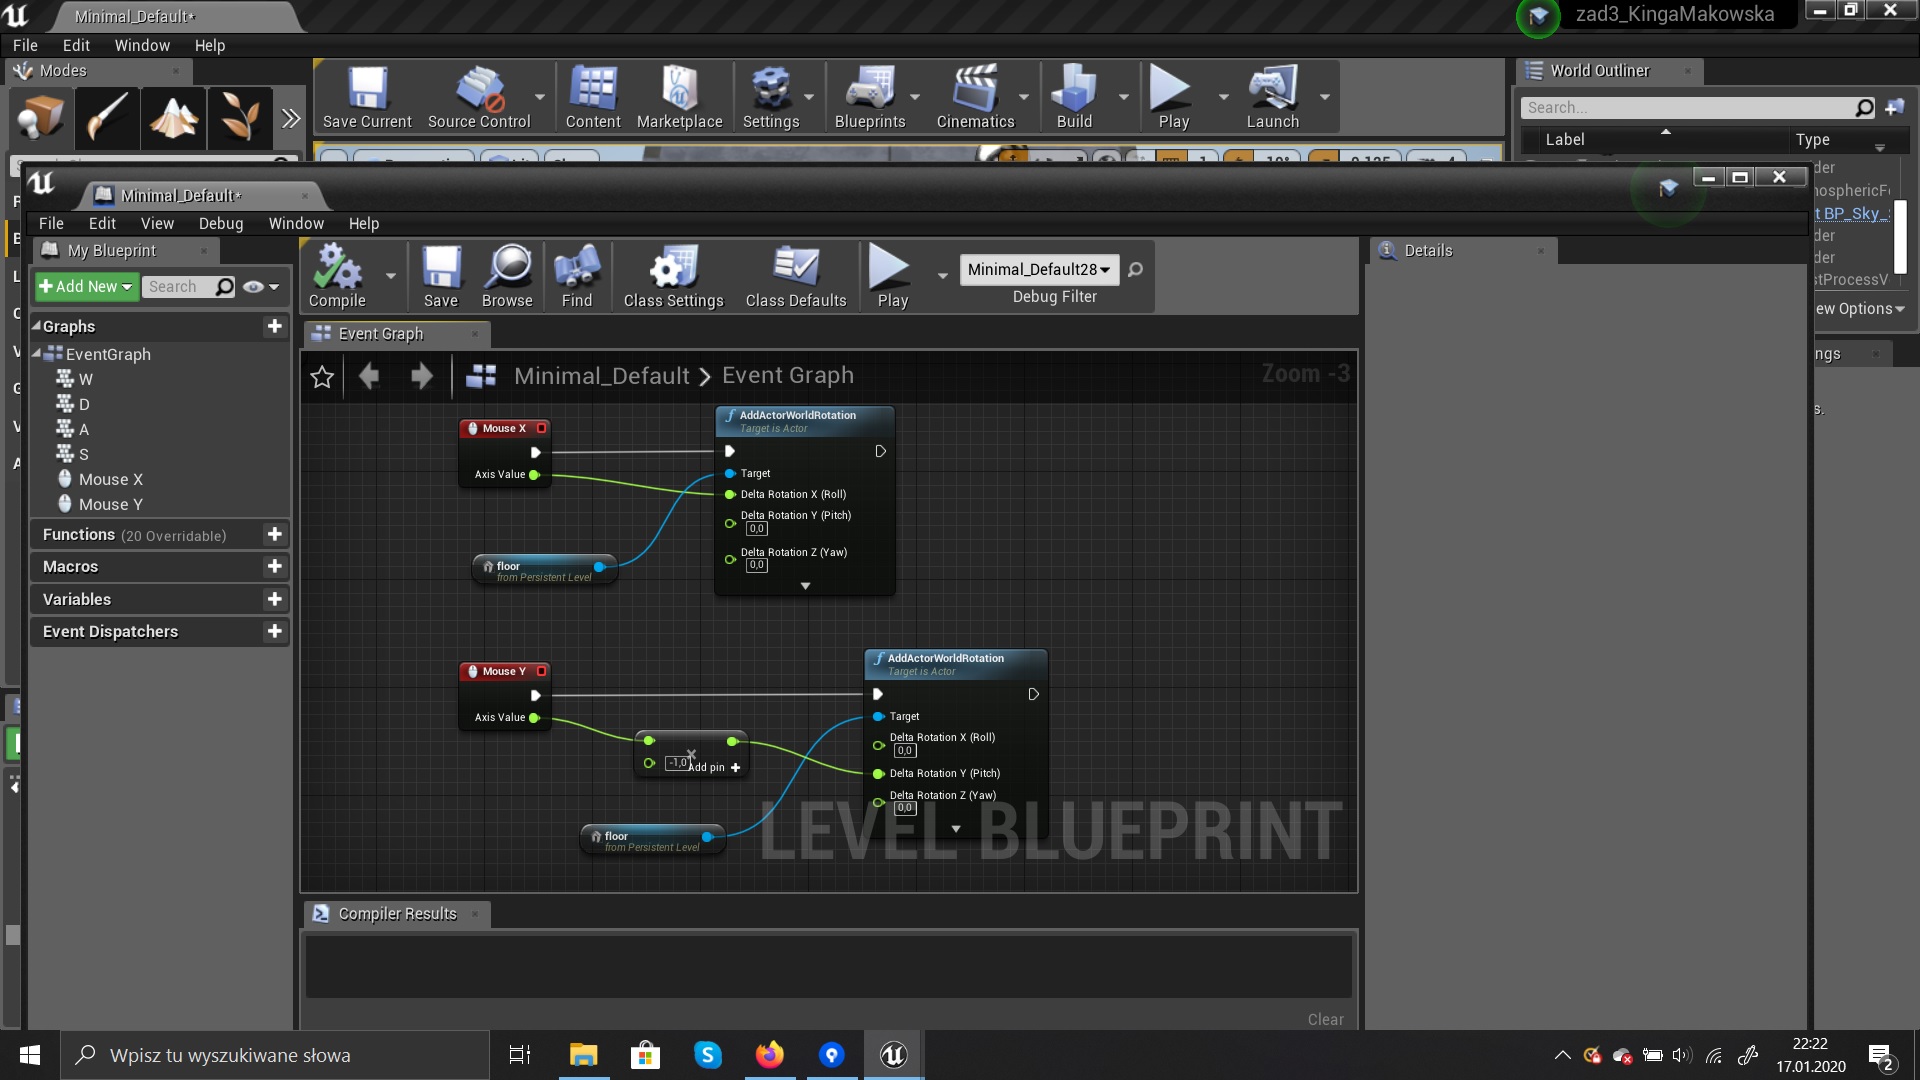 Minimal_Default*
zad3_KingaMakowska
File Edit Window Help
Modes
World Outliner
Save Current Source Control Content Marketplace Settings Blueprints Cinematics Build Play Launch
Search...
Label Type
Minimal_Default*
File Edit View Debug Window Help
BP_Sky_
My Blueprint
Details
Add New Search
Compile Save Browse Find Class Settings Class Defaults Play
Minimal_Default28
Debug Filter
Graphs
Event Graph
EventGraph
Minimal_Default > Event Graph
Zoom -3
W
D
A
S
Mouse X
Mouse Y
Functions (20 Overridable)
Macros
Variables
Event Dispatchers
Mouse X
Axis Value
floor
from Persistent Level
AddActorWorldRotation
Target is Actor
Target
Delta Rotation X (Roll)
Delta Rotation Y (Pitch)
0,0
Delta Rotation Z (Yaw)
0,0
Mouse Y
Axis Value
-1,0
Add pin
floor
from Persistent Level
AddActorWorldRotation
Target is Actor
Target
Delta Rotation X (Roll)
0,0
Delta Rotation Y (Pitch)
Delta Rotation Z (Yaw)
0,0
LEVEL BLUEPRINT
Compiler Results
Clear
Options
Wpisz tu wyszukiwane słowa
22:22
17.01.2020
2